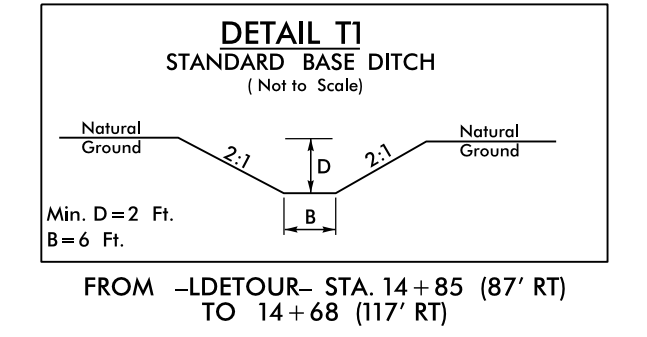 DETAIL T1
STANDARD BASE DITCH
( Not to Scale)
Natural
Ground
2:1
D
2:1
Natural
Ground
B
Min. D=2 Ft.
B=6 Ft.
FROM -LDETOUR- STA. 14+85 (87' RT)
TO 14+68 (117' RT)